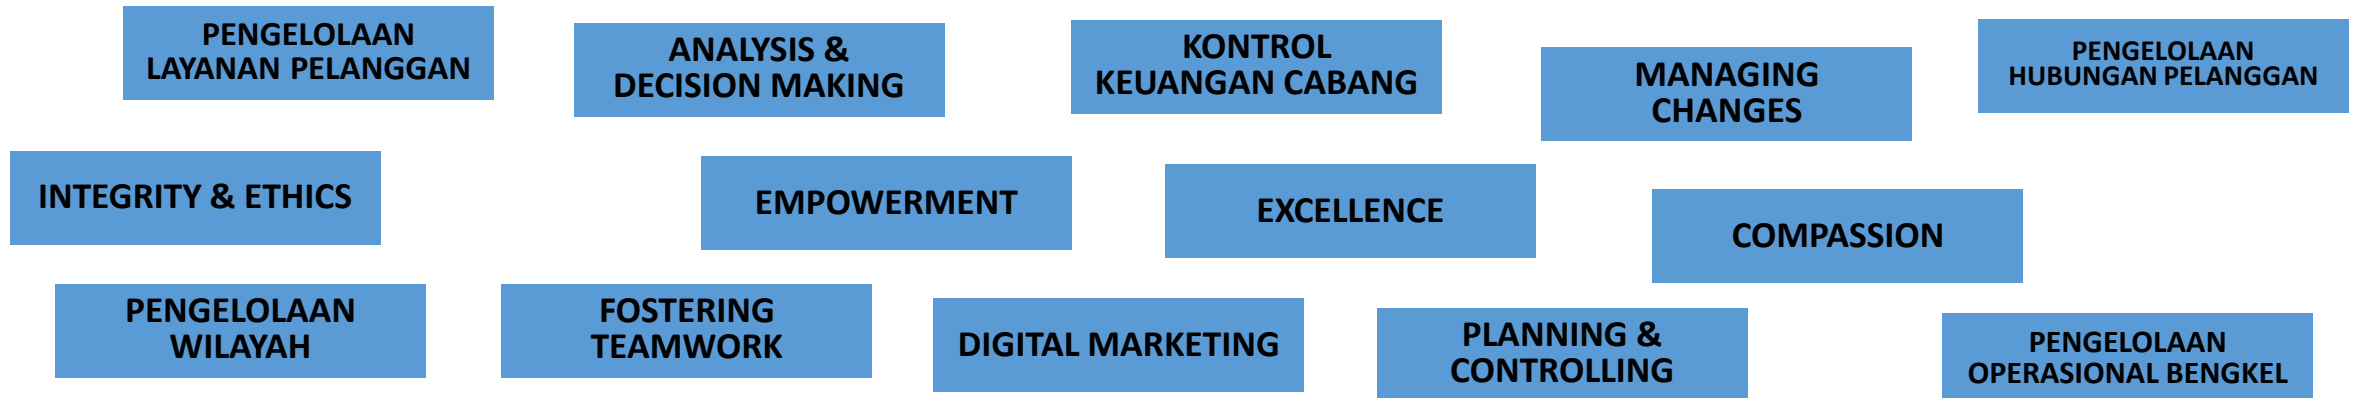 PENGELOLAAN
LAYANAN PELANGGAN
ANALYSIS &
DECISION MAKING
KONTROL
KEUANGAN CABANG
MANAGING
CHANGES
PENGELOLAAN
HUBUNGAN PELANGGAN
INTEGRITY & ETHICS
EMPOWERMENT
EXCELLENCE
COMPASSION
PENGELOLAAN
WILAYAH
FOSTERING
TEAMWORK
DIGITAL MARKETING
PLANNING &
CONTROLLING
PENGELOLAAN
OPERASIONAL BENGKEL